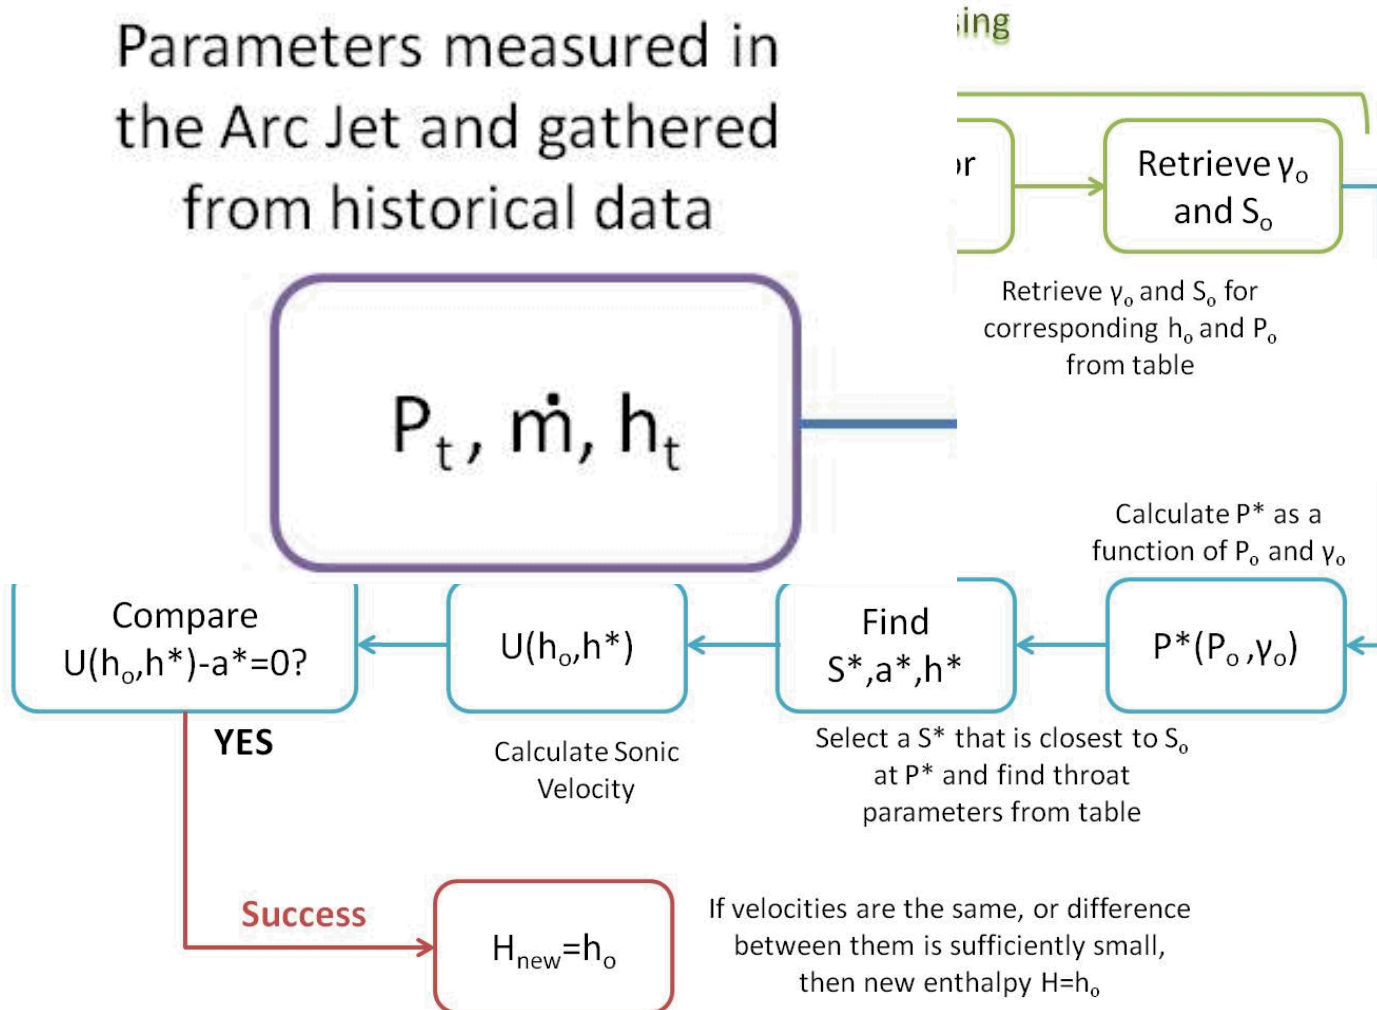 Parameters measured in
the Arc Jet and gathered
from historical data
Pₜ, ṁ, hₜ
Retrieve γₒ
and Sₒ
Retrieve γₒ and Sₒ for
corresponding hₒ and Pₒ
from table
Calculate P* as a
function of Pₒ and γₒ
Compare
U(hₒ,h*)-a*=0?
U(hₒ,h*)
Find
S*,a*,h*
P*(Pₒ,γₒ)
YES
Calculate Sonic
Velocity
Select a S* that is closest to Sₒ
at P* and find throat
parameters from table
Success
Hₙₑw=hₒ
If velocities are the same, or difference
between them is sufficiently small,
then new enthalpy H=hₒ